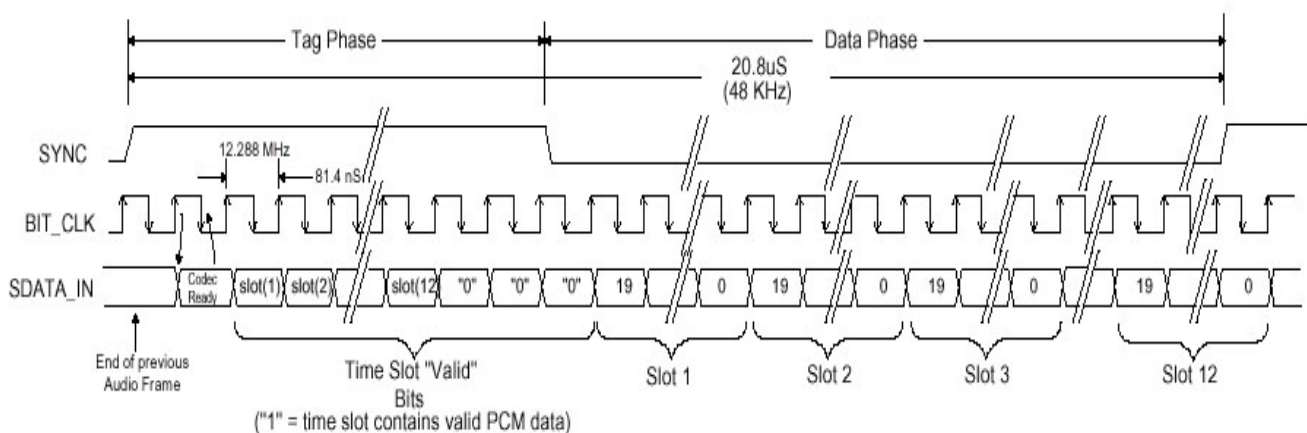 Tag Phase
Data Phase
20.8uS
(48 KHz)
SYNC
12.288 MHz
81.4 nS
BIT_CLK
SDATA_IN
Codec
Ready
slot(1) slot(2) slot(12 "0" "0" "0" 19 0 19 0 19 0 19 0
End of previous
Audio Frame
Time Slot "Valid"
Bits
("1" = time slot contains valid PCM data)
Slot 1
Slot 2
Slot 3
Slot 12